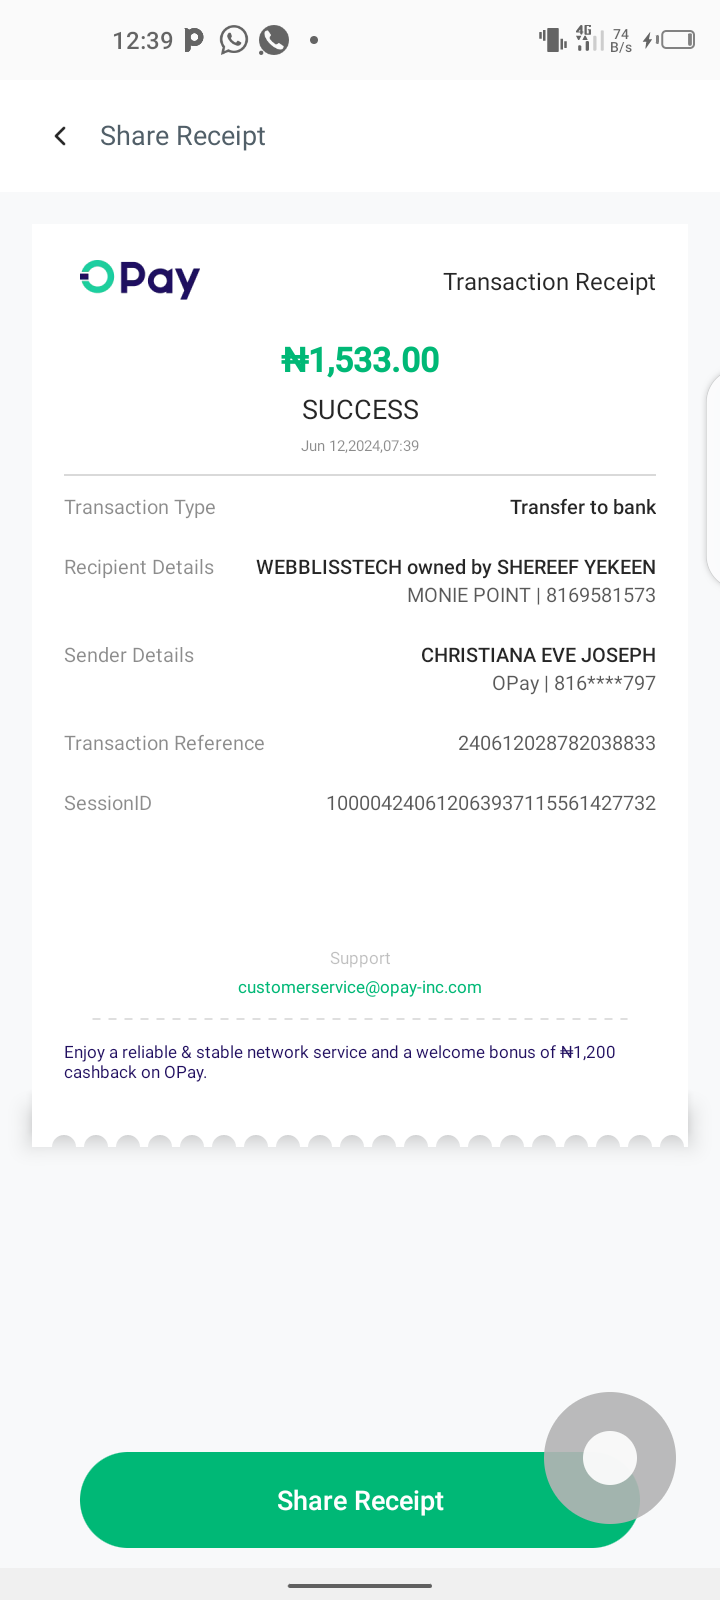 12:39
4G
74
B/s
Share Receipt
OPay
Transaction Receipt
₦1,533.00
SUCCESS
Jun 12,2024,07:39
Transaction Type
Transfer to bank
Recipient Details
WEBBLISSTECH owned by SHEREEF YEKEEN
MONIE POINT | 8169581573
Sender Details
CHRISTIANA EVE JOSEPH
OPay | 816****797
Transaction Reference
240612028782038833
SessionID
100004240612063937115561427732
Support
customerservice@opay-inc.com
Enjoy a reliable & stable network service and a welcome bonus of ₦1,200
cashback on OPay.
Share Receipt